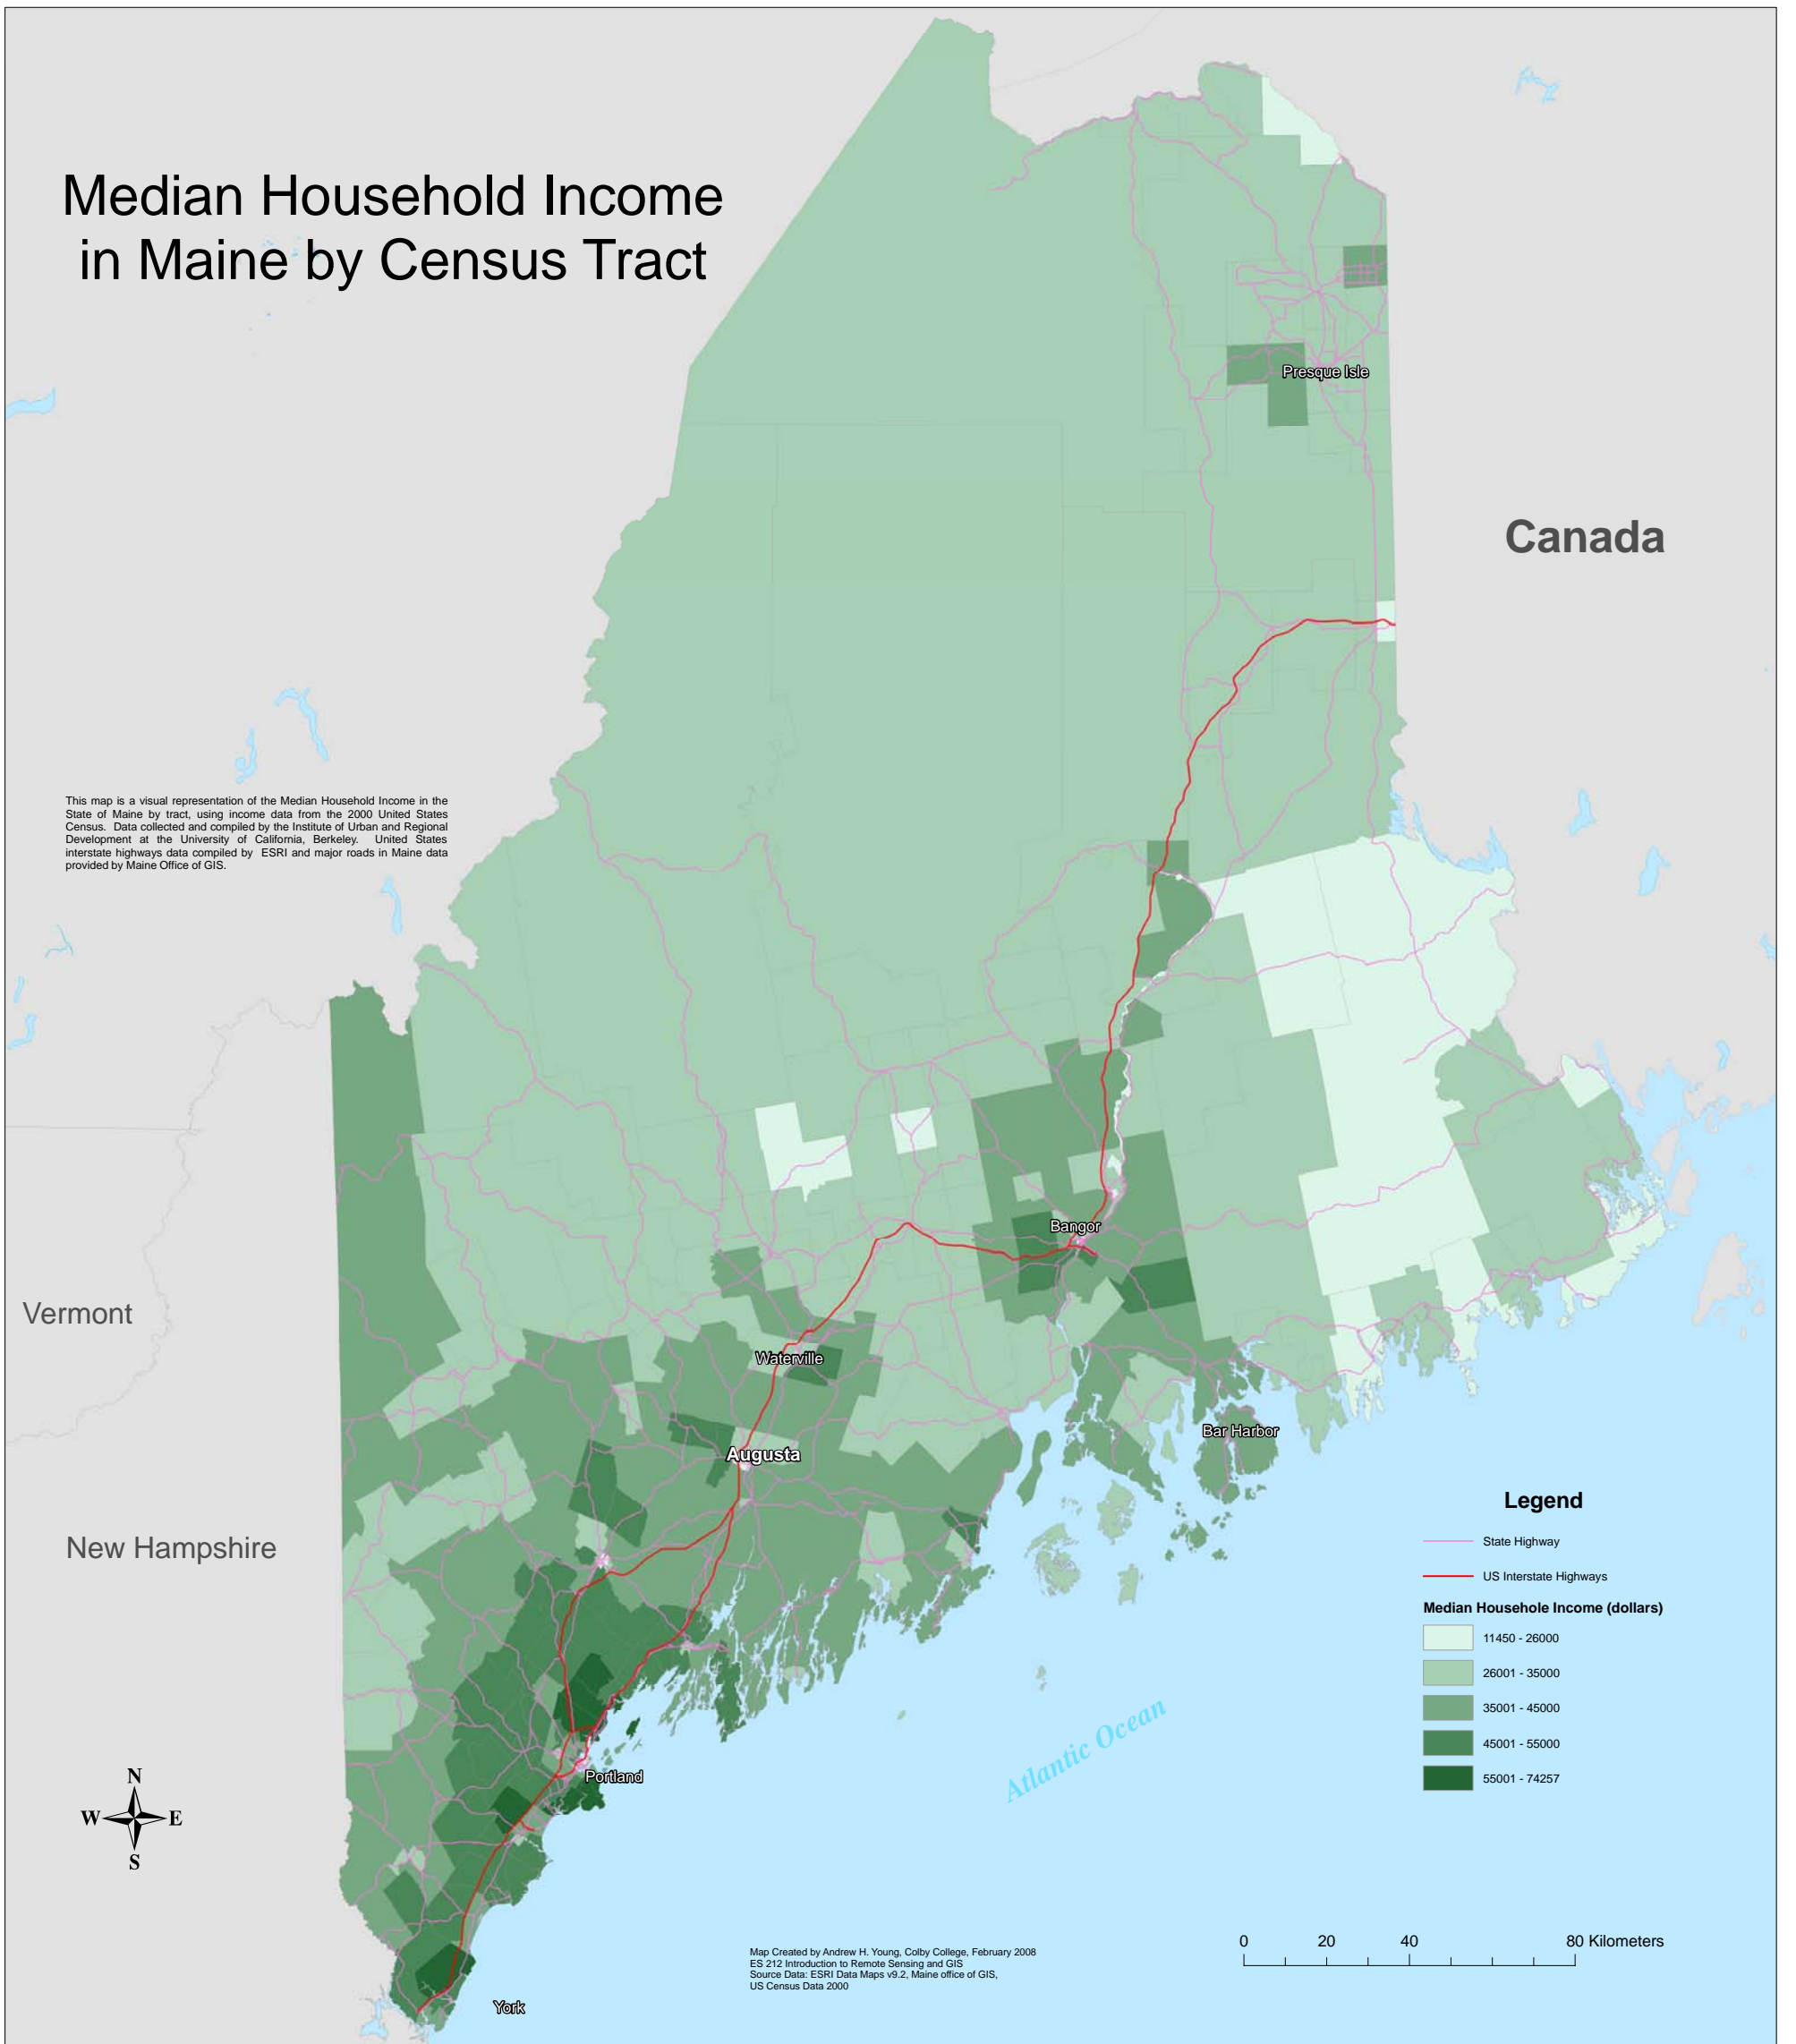 Median Household Income
in Maine by Census Tract
Presque Isle
Canada
This map is a visual representation of the Median Household Income in the
State of Maine by tract, using income data from the 2000 United States
Census. Data collected and compiled by the Institute of Urban and Regional
Development at the University of California, Berkeley. United States
interstate highways data compiled by ESRI and major roads in Maine data
provided by Maine Office of GIS.
Bangor
Vermont
Waterville
Bar Harbor
Augusta
New Hampshire
Legend
State Highway
US Interstate Highways
Median Househole Income (dollars)
11450 - 26000
26001 - 35000
35001 - 45000
45001 - 55000
55001 - 74257
Atlantic Ocean
Portland
N
W E
S
0 20 40 80 Kilometers
Map Created by Andrew H. Young, Colby College, February 2008
ES 212 Introduction to Remote Sensing and GIS
Source Data: ESRI Data Maps v9.2, Maine office of GIS,
US Census Data 2000
York